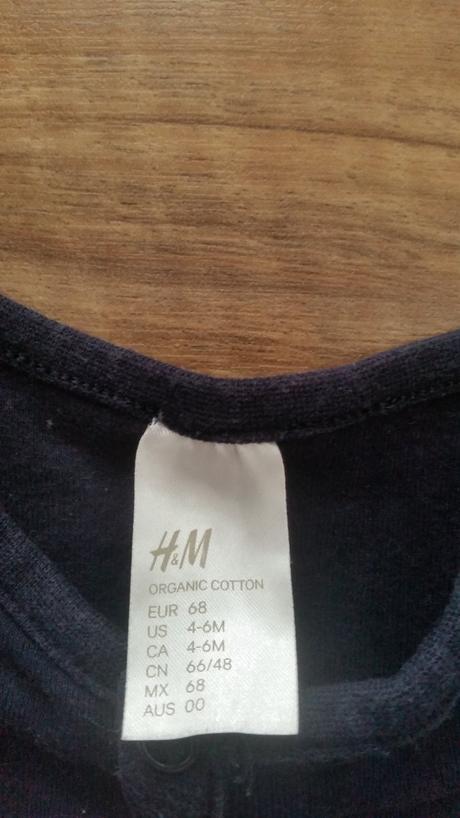 H&M
ORGANIC COTTON
EUR 68
US 4-6M
CA 4-6M
CN 66/48
MX 68
AUS 00